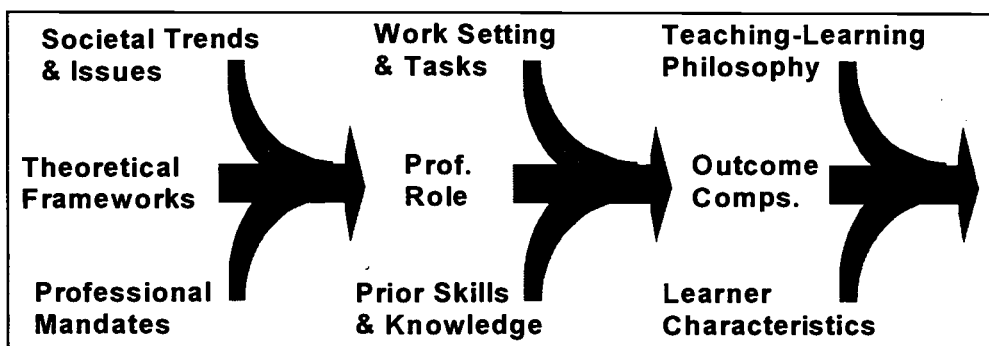 Societal Trends
& Issues
Work Setting
& Tasks
Teaching-Learning
Philosophy
Theoretical
Frameworks
Prof.
Role
Outcome
Comps.
Professional
Mandates
Prior Skills
& Knowledge
Learner
Characteristics